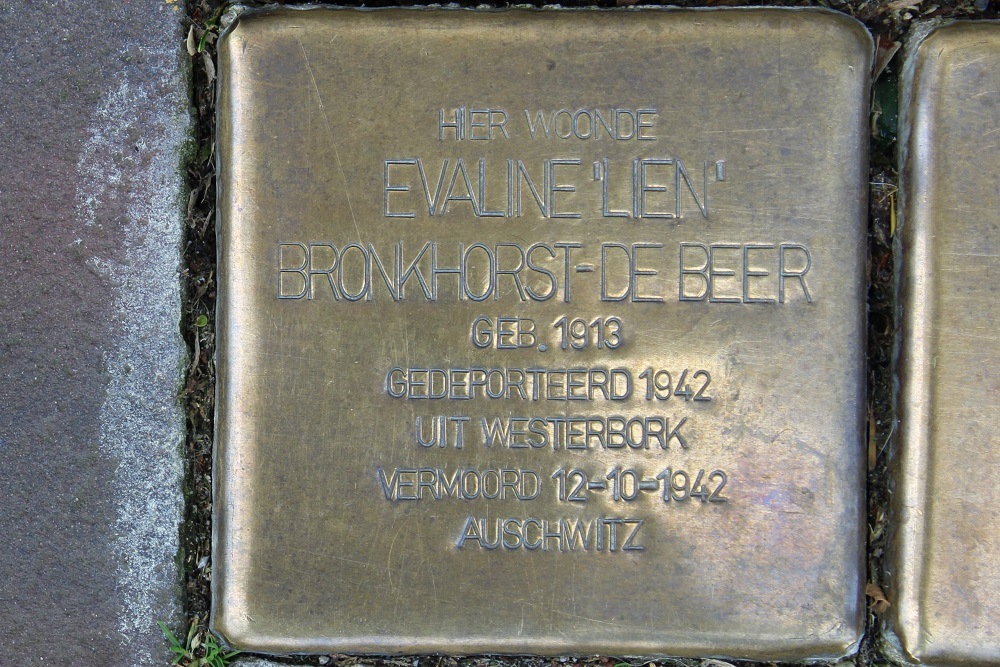 HIER WOONDE
EVALINE 'LIEN'
BRONKHORST-DE BEER
GEB. 1913
GEDEPORTEERD 1942
UIT WESTERBORK
VERMOORD 12-10-1942
AUSCHWITZ